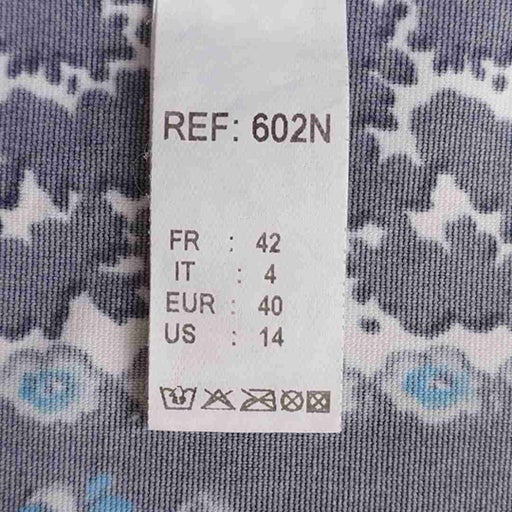 REF: 602N
FR : 42
IT : 4
EUR : 40
US : 14